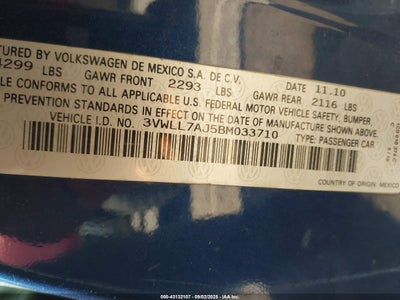 TURED BY VOLKSWAGEN DE MEXICO S.A. DE C.V. DATE 11.10
4299 LBS GAWR FRONT 2293 LBS GAWR REAR 2116 LBS
CONFORMS TO ALL APPLICABLE U.S. FEDERAL MOTOR VEHICLE SAFETY, BUMPER,
PREVENTION STANDARDS IN EFFECT ON THE DATE OF MANUFACTURE SHOWN ABOVE.
VEHICLE I.D. NO. 3VWLL7AJ5BM033710 TYPE: PASSENGER CAR
COUNTRY OF ORIGIN: MEXICO
000-43132107 - 09/02/2025 - IAA Inc.